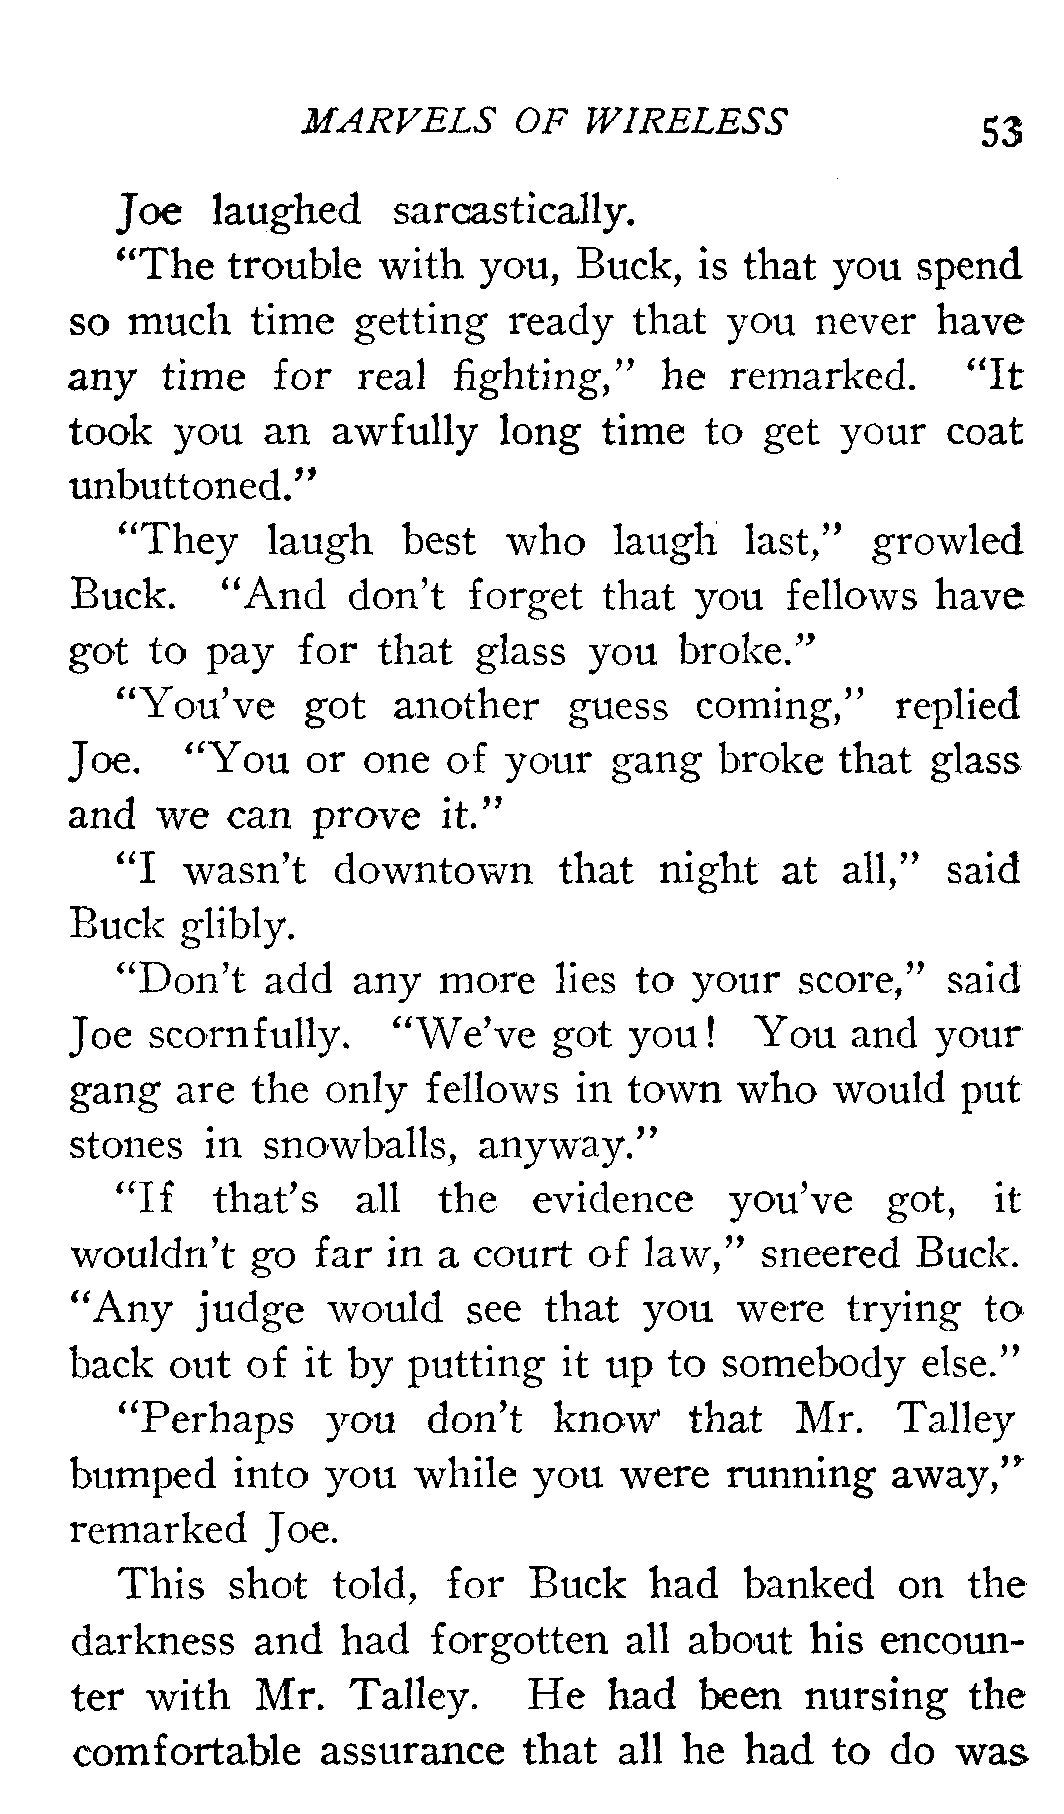 MARVELS OF WIRELESS 53
Joe laughed sarcastically.
"The trouble with you, Buck, is that you spend
so much time getting ready that you never have
any time for real fighting," he remarked. "It
took you an awfully long time to get your coat
unbuttoned."
"They laugh best who laugh last," growled
Buck. "And don't forget that you fellows have
got to pay for that glass you broke."
"You've got another guess coming," replied
Joe. "You or one of your gang broke that glass
and we can prove it."
"I wasn't downtown that night at all," said
Buck glibly.
"Don't add any more lies to your score," said
Joe scornfully. "We've got you! You and your
gang are the only fellows in town who would put
stones in snowballs, anyway."
"If that's all the evidence you've got, it
wouldn't go far in a court of law," sneered Buck.
"Any judge would see that you were trying to
back out of it by putting it up to somebody else."
"Perhaps you don't know that Mr. Talley
bumped into you while you were running away,"
remarked Joe.
This shot told, for Buck had banked on the
darkness and had forgotten all about his encoun-
ter with Mr. Talley. He had been nursing the
comfortable assurance that all he had to do was